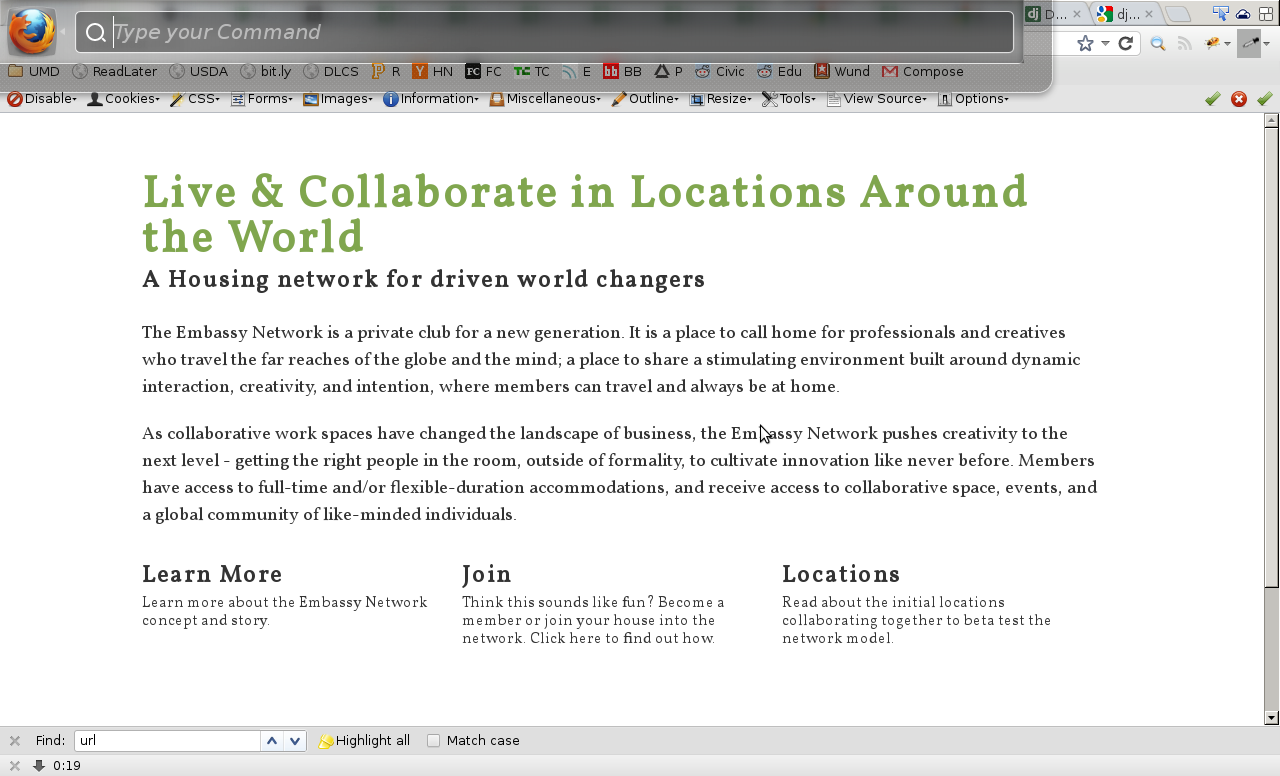 Type your Command
D...
dj...
UMD ReadLater USDA bit.ly DLCS R HN FC TC E BB P Civic Edu Wund Compose
Disable Cookies CSS Forms Images Information Miscellaneous Outline Resize Tools View Source Options
Live & Collaborate in Locations Around
the World
A Housing network for driven world changers
The Embassy Network is a private club for a new generation. It is a place to call home for professionals and creatives
who travel the far reaches of the globe and the mind; a place to share a stimulating environment built around dynamic
interaction, creativity, and intention, where members can travel and always be at home.
As collaborative work spaces have changed the landscape of business, the Embassy Network pushes creativity to the
next level - getting the right people in the room, outside of formality, to cultivate innovation like never before. Members
have access to full-time and/or flexible-duration accommodations, and receive access to collaborative space, events, and
a global community of like-minded individuals.
Learn More
Learn more about the Embassy Network
concept and story.
Join
Think this sounds like fun? Become a
member or join your house into the
network. Click here to find out how.
Locations
Read about the initial locations
collaborating together to beta test the
network model.
Find: url Highlight all Match case
0:19